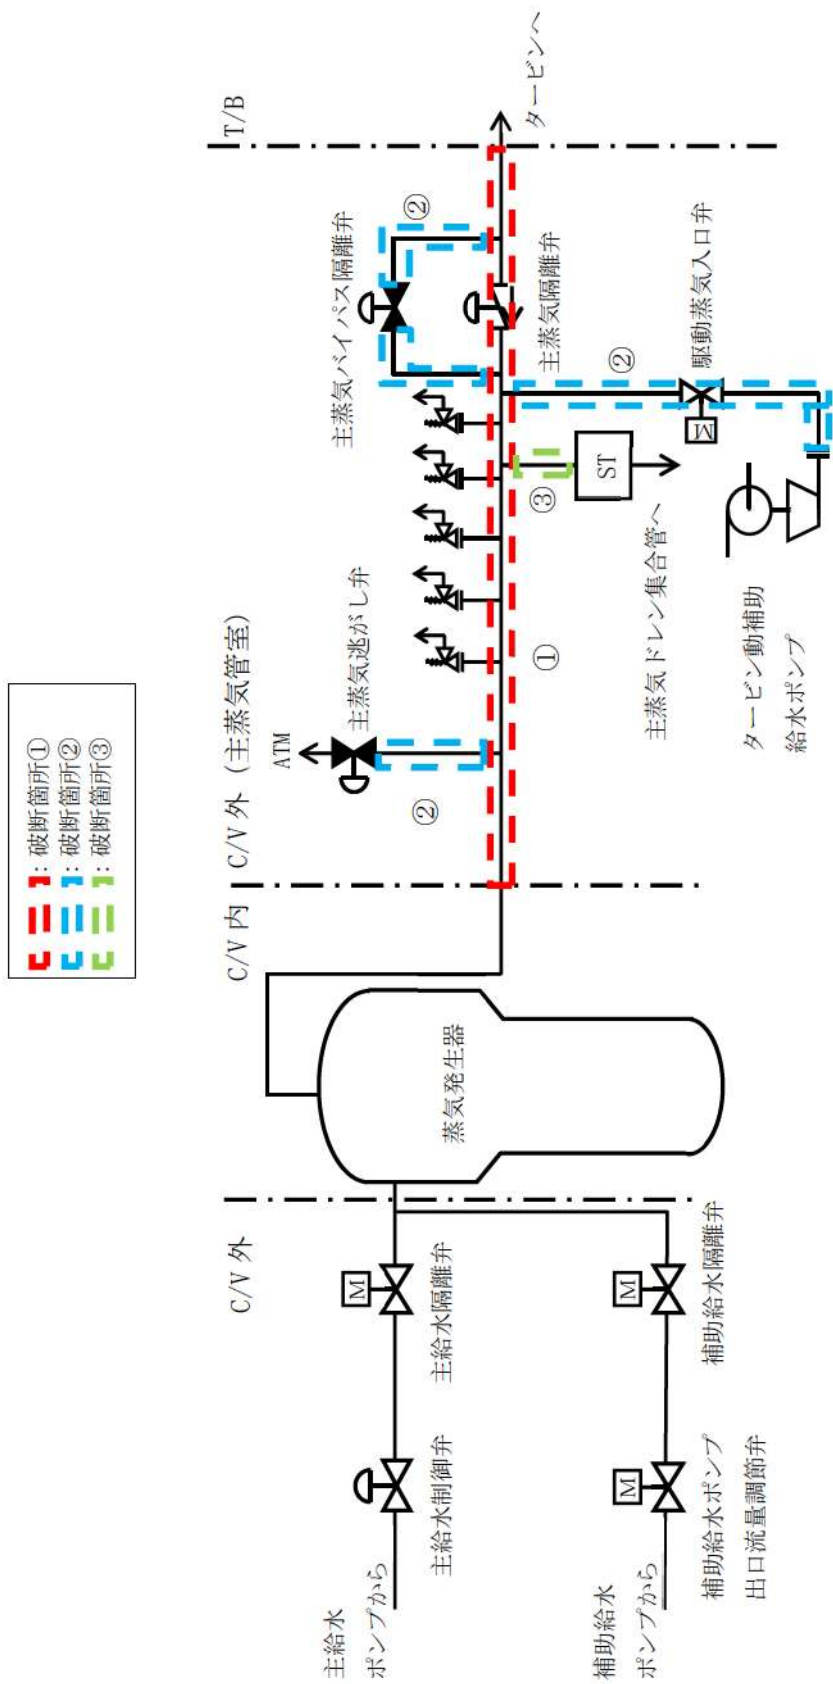 : 破断箇所①
: 破断箇所②
: 破断箇所③
C/V 外
C/V 内
C/V 外 (主蒸気管室)
T/B
ATM
主蒸気逃がし弁
②
主蒸気バイパス隔離弁
②
主蒸気隔離弁
タービンへ
①
③
ST
主蒸気ドレン集合管へ
②
M
駆動蒸気入口弁
タービン動補助
給水ポンプ
蒸気発生器
主給水
ポンプから
主給水制御弁
M
主給水隔離弁
補助給水
ポンプから
M
補助給水ポンプ
出口流量調節弁
M
補助給水隔離弁